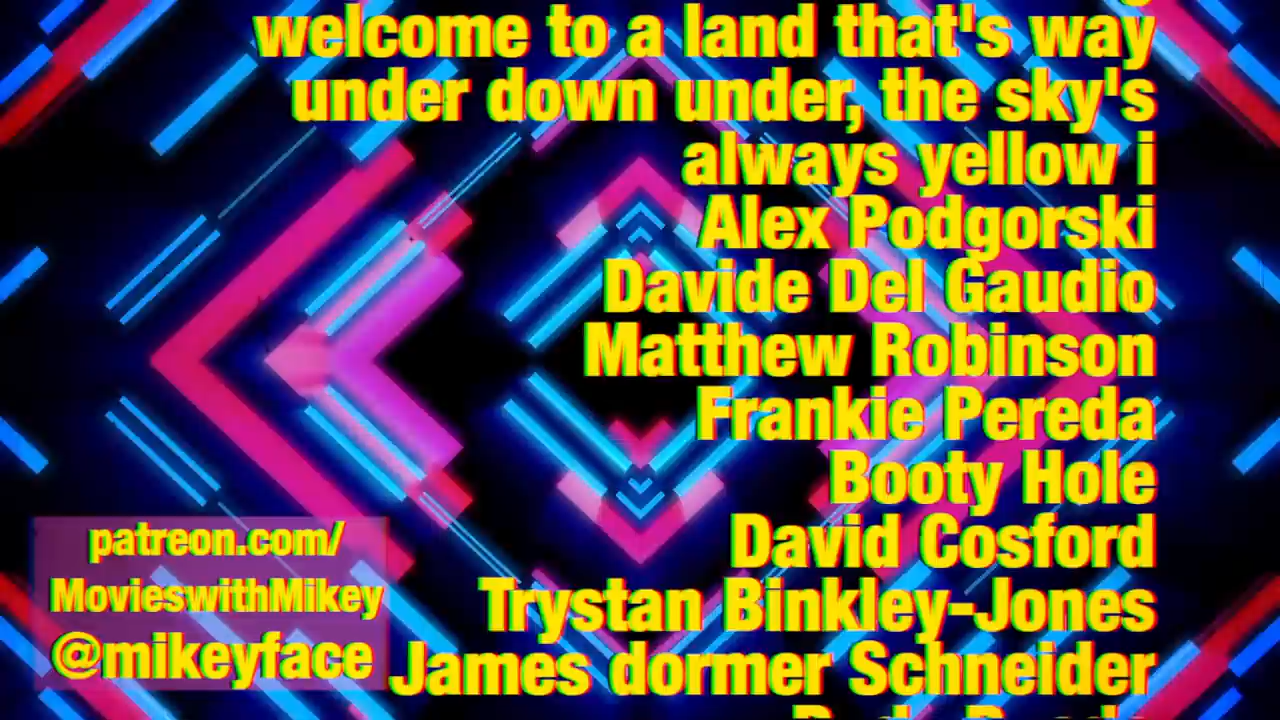 welcome to a land that's way
under down under, the sky's
always yellow i
Alex Podgorski
Davide Del Gaudio
Matthew Robinson
Frankie Pereda
Booty Hole
David Cosford
Trystan Binkley-Jones
James dormer Schneider
patreon.com/
MovieswithMikey
@mikeyface